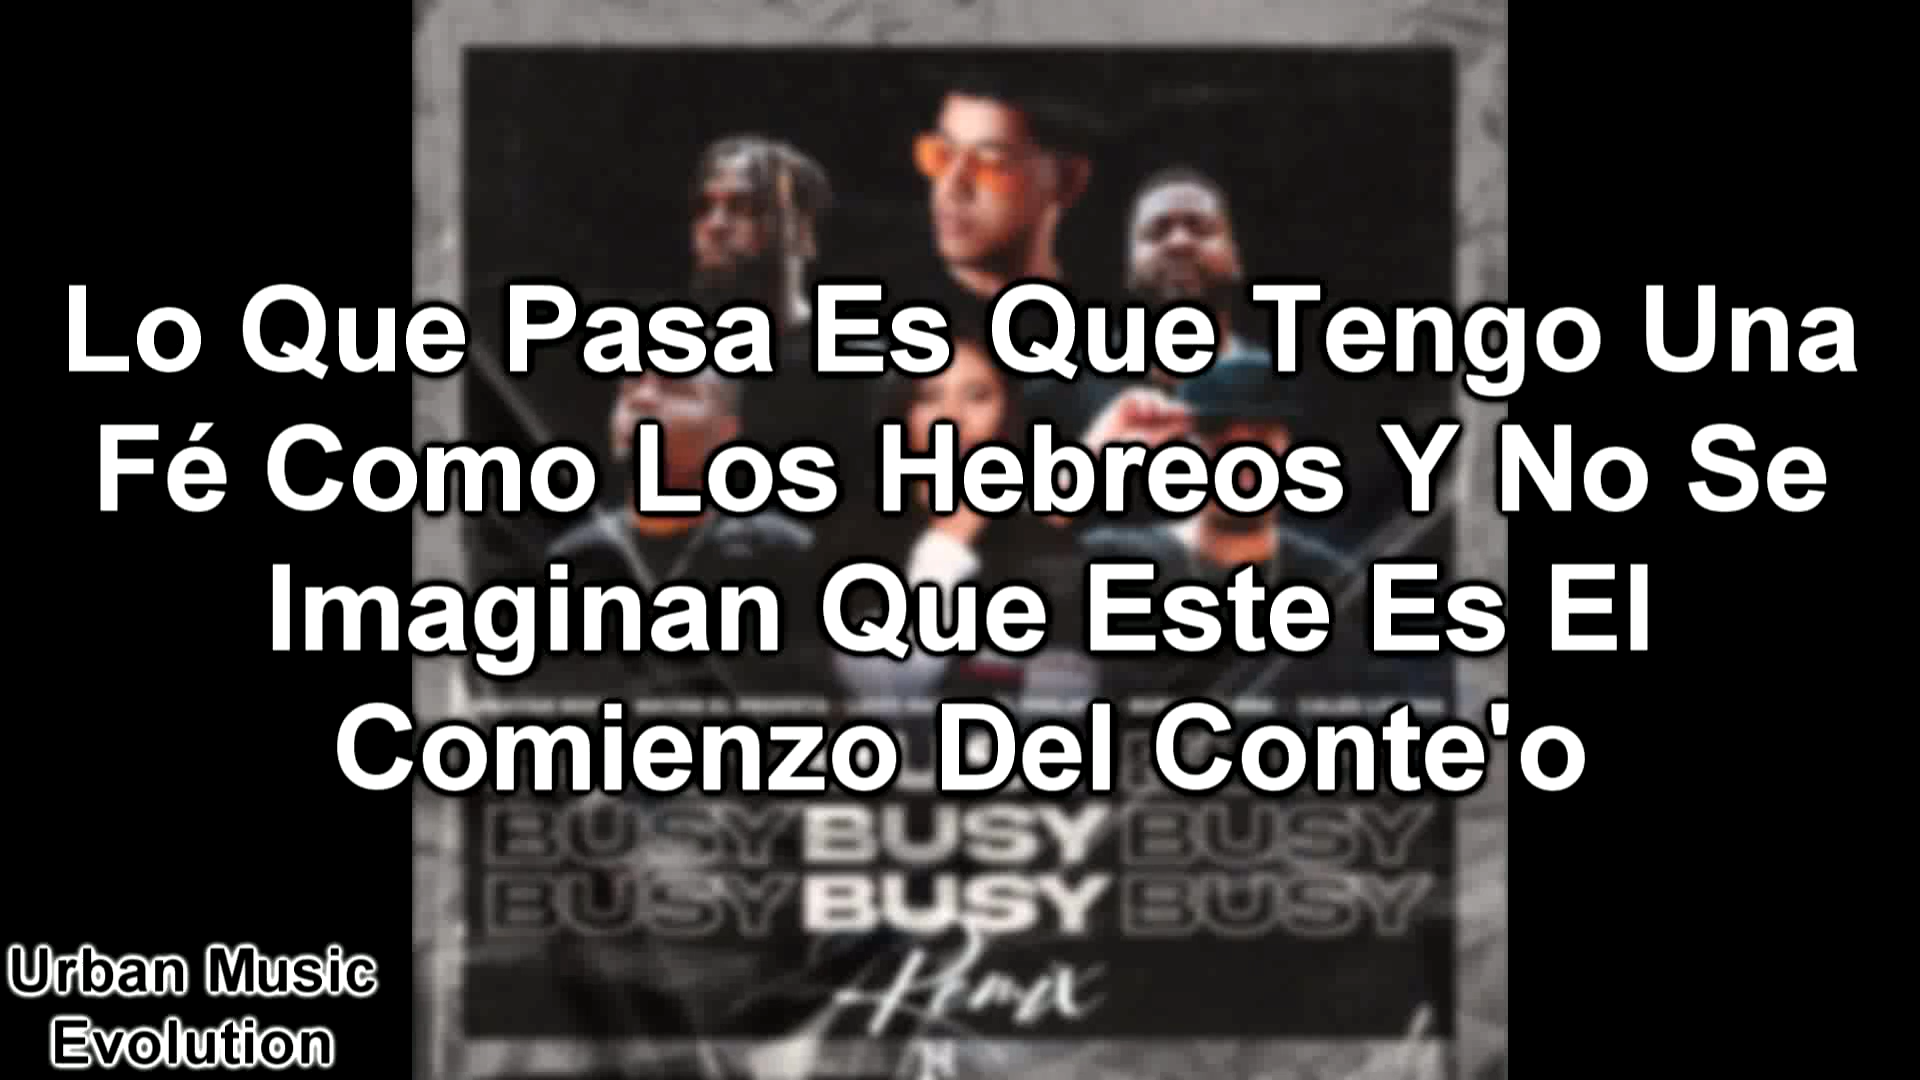 Lo Que Pasa Es Que Tengo Una
Fé Como Los Hebreos Y No Se
Imaginan Que Este Es El
Comienzo Del Conte'o
BUSY BUSY BUSY
BUSY BUSY BUSY
Remix
Urban Music
Evolution